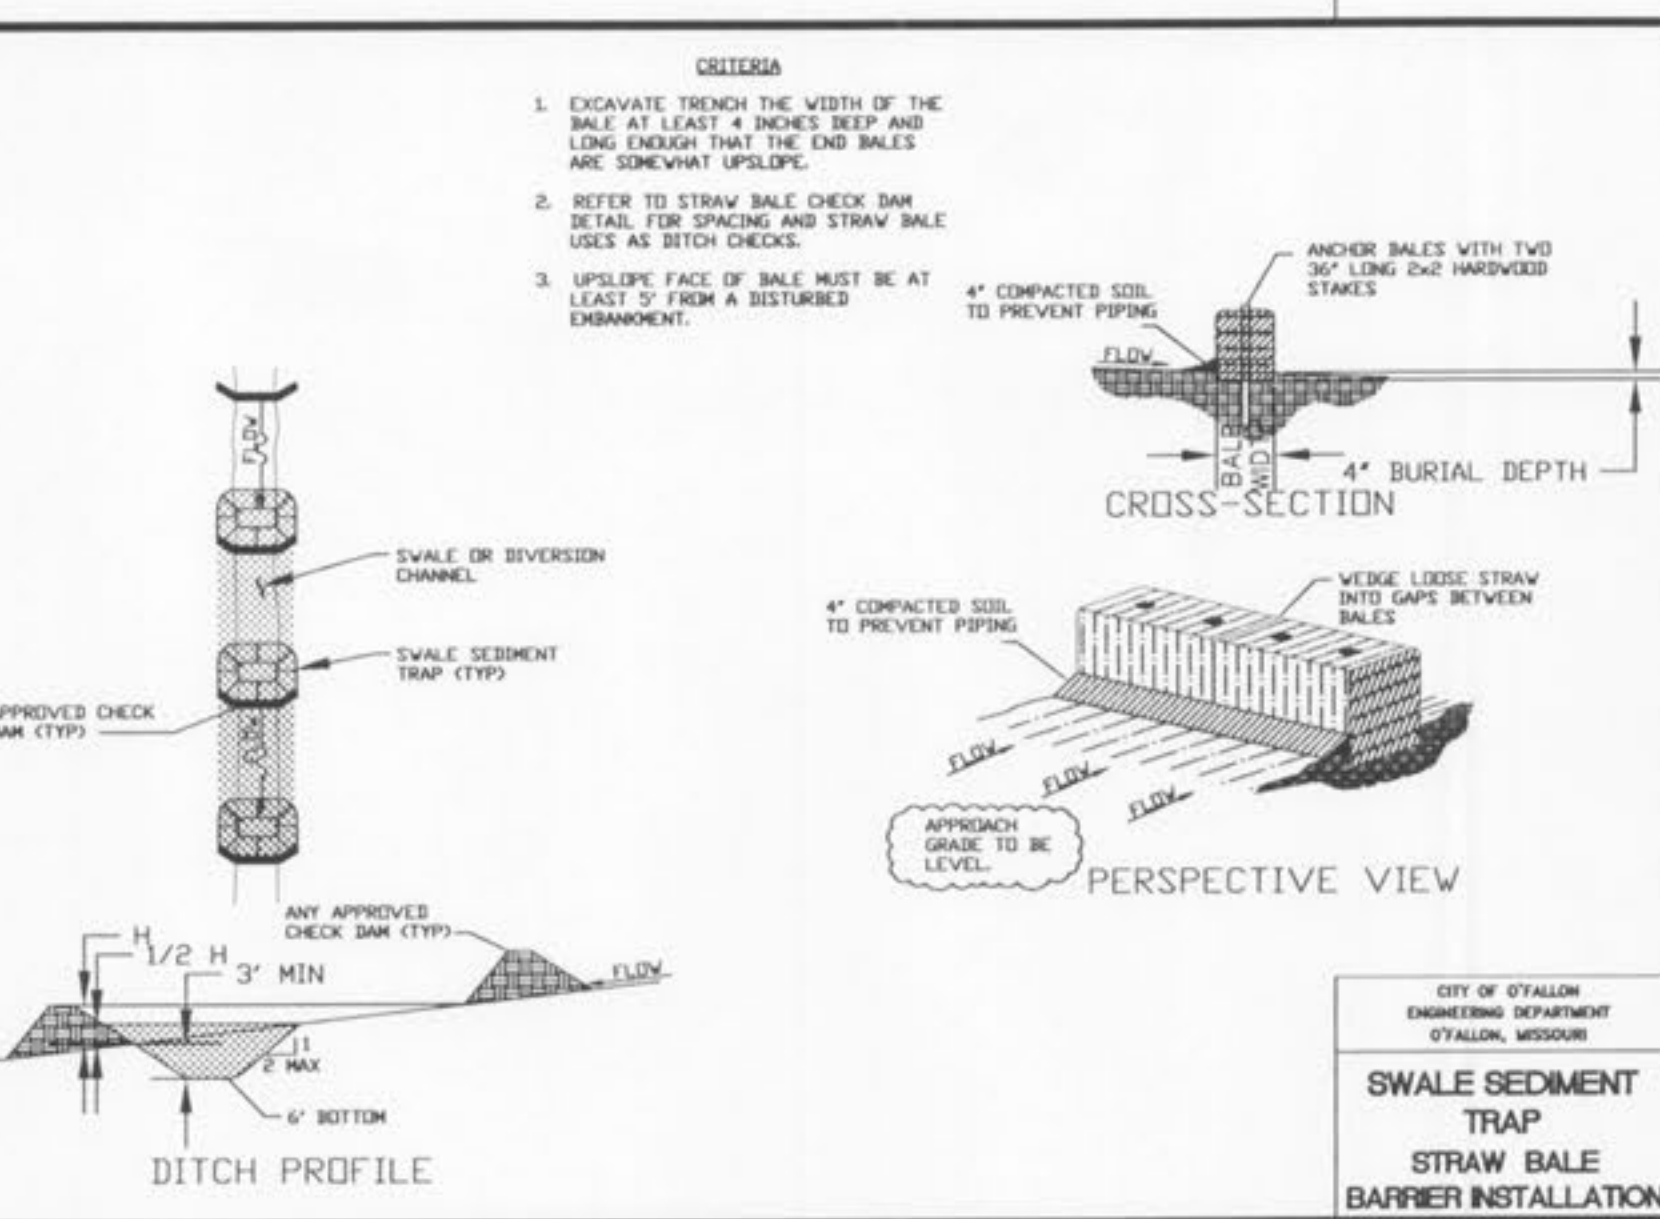 CRITERIA
1. EXCAVATE TRENCH THE WIDTH OF THE
BALE AT LEAST 4 INCHES DEEP AND
LONG ENOUGH THAT THE END BALES
ARE SOMEWHAT UPSLOPE.
2. REFER TO STRAW BALE CHECK DAM
DETAIL FOR SPACING AND STRAW BALE
USES AS DITCH CHECKS.
3. UPSLOPE FACE OF BALE MUST BE AT
LEAST 5' FROM A DISTURBED
EMBANKMENT.
FLOW
SWALE OR DIVERSION
CHANNEL
SWALE SEDIMENT
TRAP (TYP)
PPROVED CHECK
AM (TYP)
FLOW
ANY APPROVED
CHECK DAM (TYP)
H
1/2 H
3' MIN
FLOW
1
2 MAX
6' BOTTOM
DITCH PROFILE
ANCHOR BALES WITH TWO
36" LONG 2x2 HARDWOOD
STAKES
4" COMPACTED SOIL
TO PREVENT PIPING
FLOW
BALE
WIDT
4" BURIAL DEPTH
CROSS-SECTION
WEDGE LOOSE STRAW
INTO GAPS BETWEEN
BALES
4" COMPACTED SOIL
TO PREVENT PIPING
FLOW
FLOW
FLOW
APPROACH
GRADE TO BE
LEVEL.
PERSPECTIVE VIEW
CITY OF O'FALLON
ENGINEERING DEPARTMENT
O'FALLON, MISSOURI
SWALE SEDIMENT
TRAP
STRAW BALE
BARRIER INSTALLATION